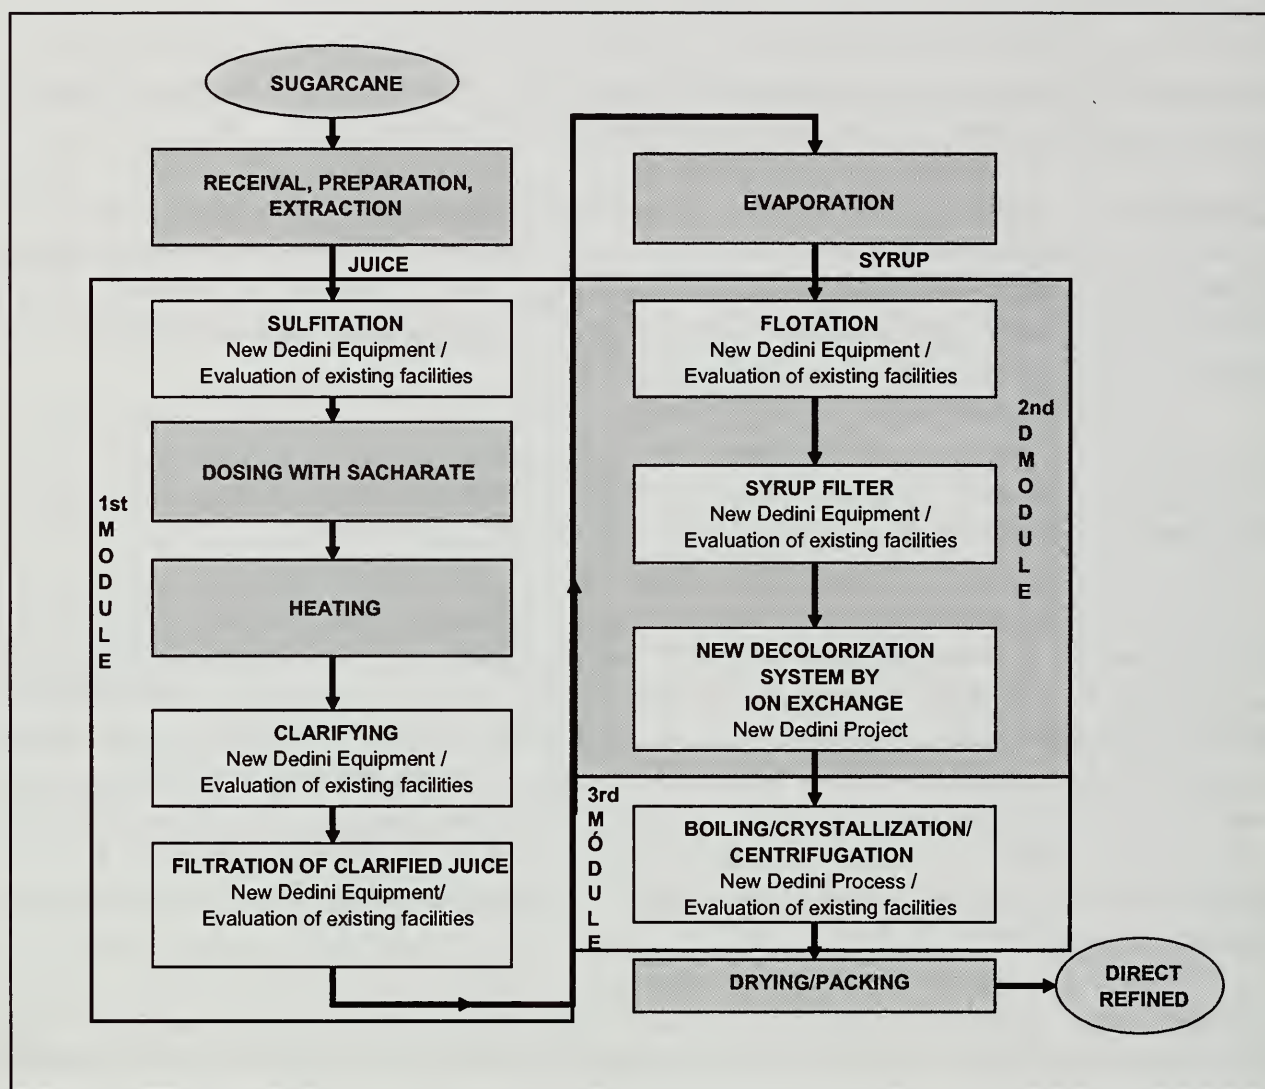 SUGARCANE
RECEIVAL, PREPARATION,
EXTRACTION
JUICE
1st
M
O
D
U
L
E
SULFITATION
New Dedini Equipment /
Evaluation of existing facilities
DOSING WITH SACHARATE
HEATING
CLARIFYING
New Dedini Equipment /
Evaluation of existing facilities
FILTRATION OF CLARIFIED JUICE
New Dedini Equipment/
Evaluation of existing facilities
EVAPORATION
SYRUP
2nd
D
M
O
D
U
L
E
FLOTATION
New Dedini Equipment /
Evaluation of existing facilities
SYRUP FILTER
New Dedini Equipment /
Evaluation of existing facilities
NEW DECOLORIZATION
SYSTEM BY
ION EXCHANGE
New Dedini Project
3rd
M
Ó
D
U
L
E
BOILING/CRYSTALLIZATION/
CENTRIFUGATION
New Dedini Process /
Evaluation of existing facilities
DRYING/PACKING
DIRECT
REFINED